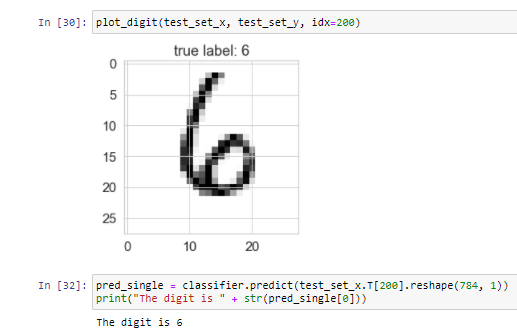 In [30]: plot_digit(test_set_x, test_set_y, idx=200)
true label: 6
0
5
10
15
20
25
6
0 10 20
In [32]: pred_single = classifier.predict(test_set_x.T[200].reshape(784, 1))
print("The digit is " + str(pred_single[0]))
The digit is 6